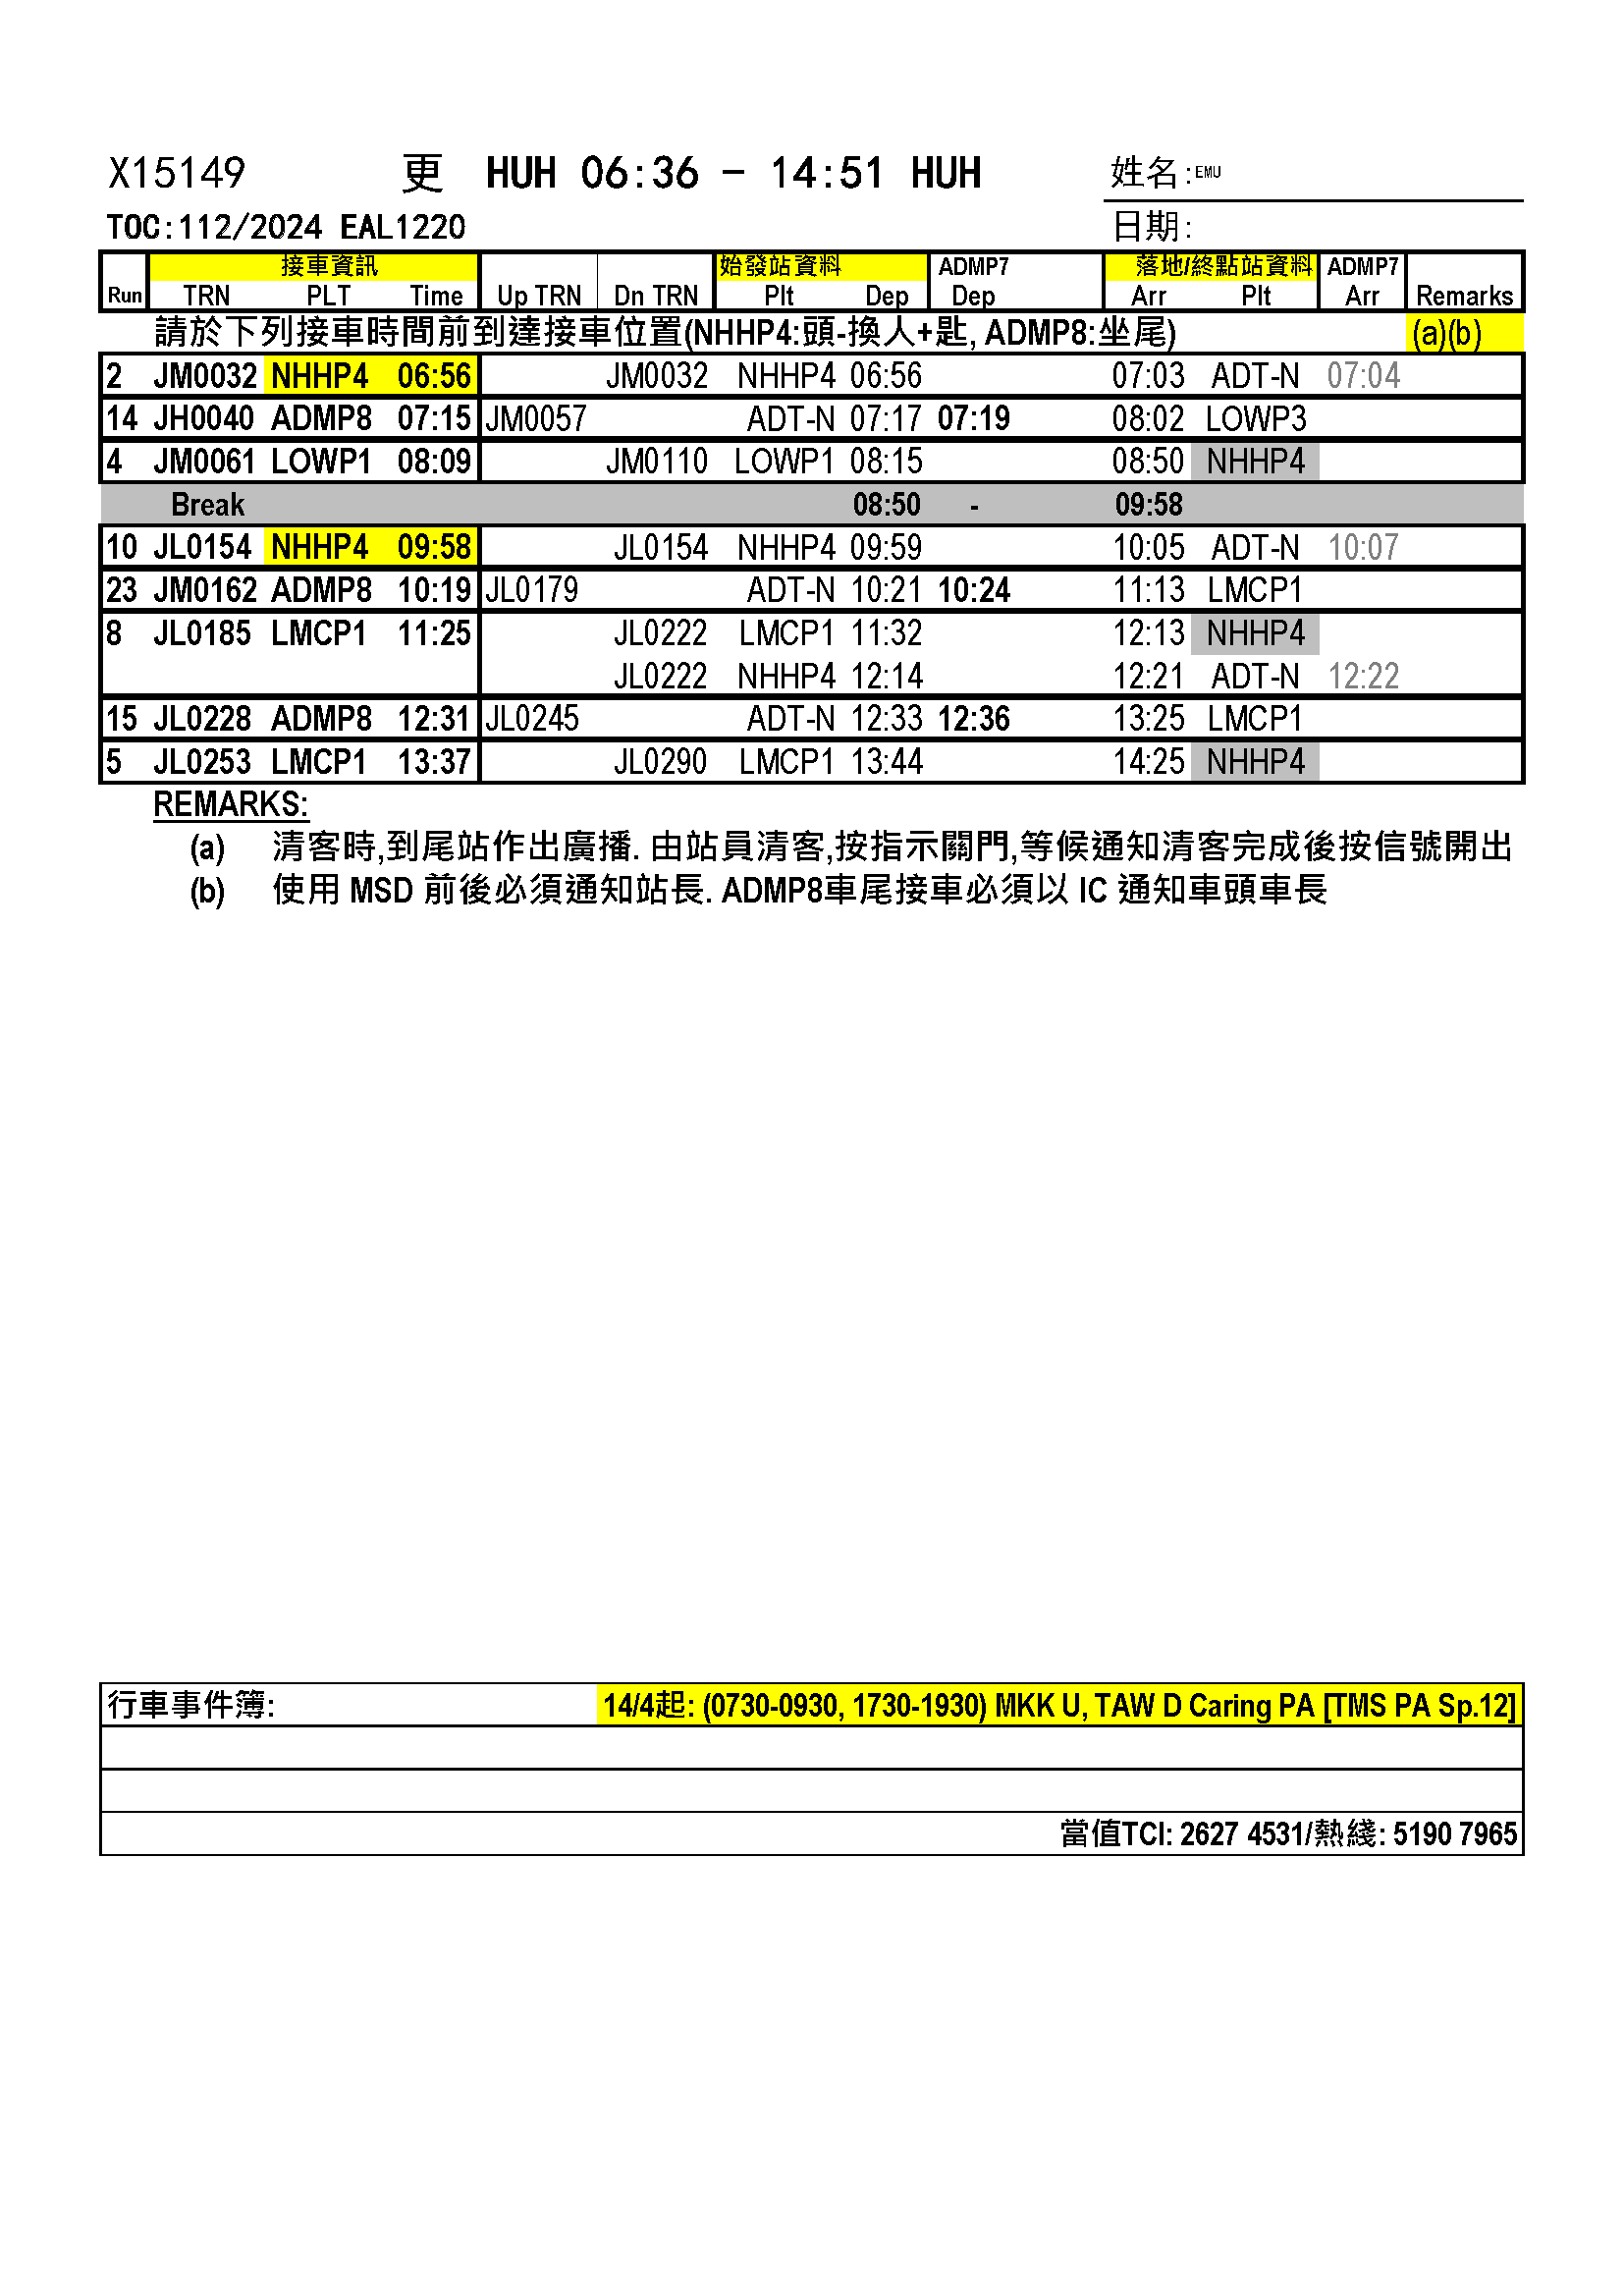 X15149 更 HUH 06:36 - 14:51 HUH 姓名:EMU
TOC:112/2024 EAL1220 日期:
接車資訊 始發站資料 ADMP7 落地/終點站資料 ADMP7
Run TRN PLT Time Up TRN Dn TRN Plt Dep Dep Arr Plt Arr Remarks
請於下列接車時間前到達接車位置(NHHP4:頭-換人+匙, ADMP8:坐尾) (a)(b)
2 JM0032 NHHP4 06:56 JM0032 NHHP4 06:56 07:03 ADT-N 07:04
14 JH0040 ADMP8 07:15 JM0057 ADT-N 07:17 07:19 08:02 LOWP3
4 JM0061 LOWP1 08:09 JM0110 LOWP1 08:15 08:50 NHHP4
Break 08:50 - 09:58
10 JL0154 NHHP4 09:58 JL0154 NHHP4 09:59 10:05 ADT-N 10:07
23 JM0162 ADMP8 10:19 JL0179 ADT-N 10:21 10:24 11:13 LMCP1
8 JL0185 LMCP1 11:25 JL0222 LMCP1 11:32 12:13 NHHP4
JL0222 NHHP4 12:14 12:21 ADT-N 12:22
15 JL0228 ADMP8 12:31 JL0245 ADT-N 12:33 12:36 13:25 LMCP1
5 JL0253 LMCP1 13:37 JL0290 LMCP1 13:44 14:25 NHHP4
REMARKS:
(a) 清客時,到尾站作出廣播. 由站員清客,按指示關門,等候通知清客完成後按信號開出
(b) 使用 MSD 前後必須通知站長. ADMP8車尾接車必須以 IC 通知車頭車長
行車事件簿: 14/4起: (0730-0930, 1730-1930) MKK U, TAW D Caring PA [TMS PA Sp.12]
當值TCI: 2627 4531/熱綫: 5190 7965